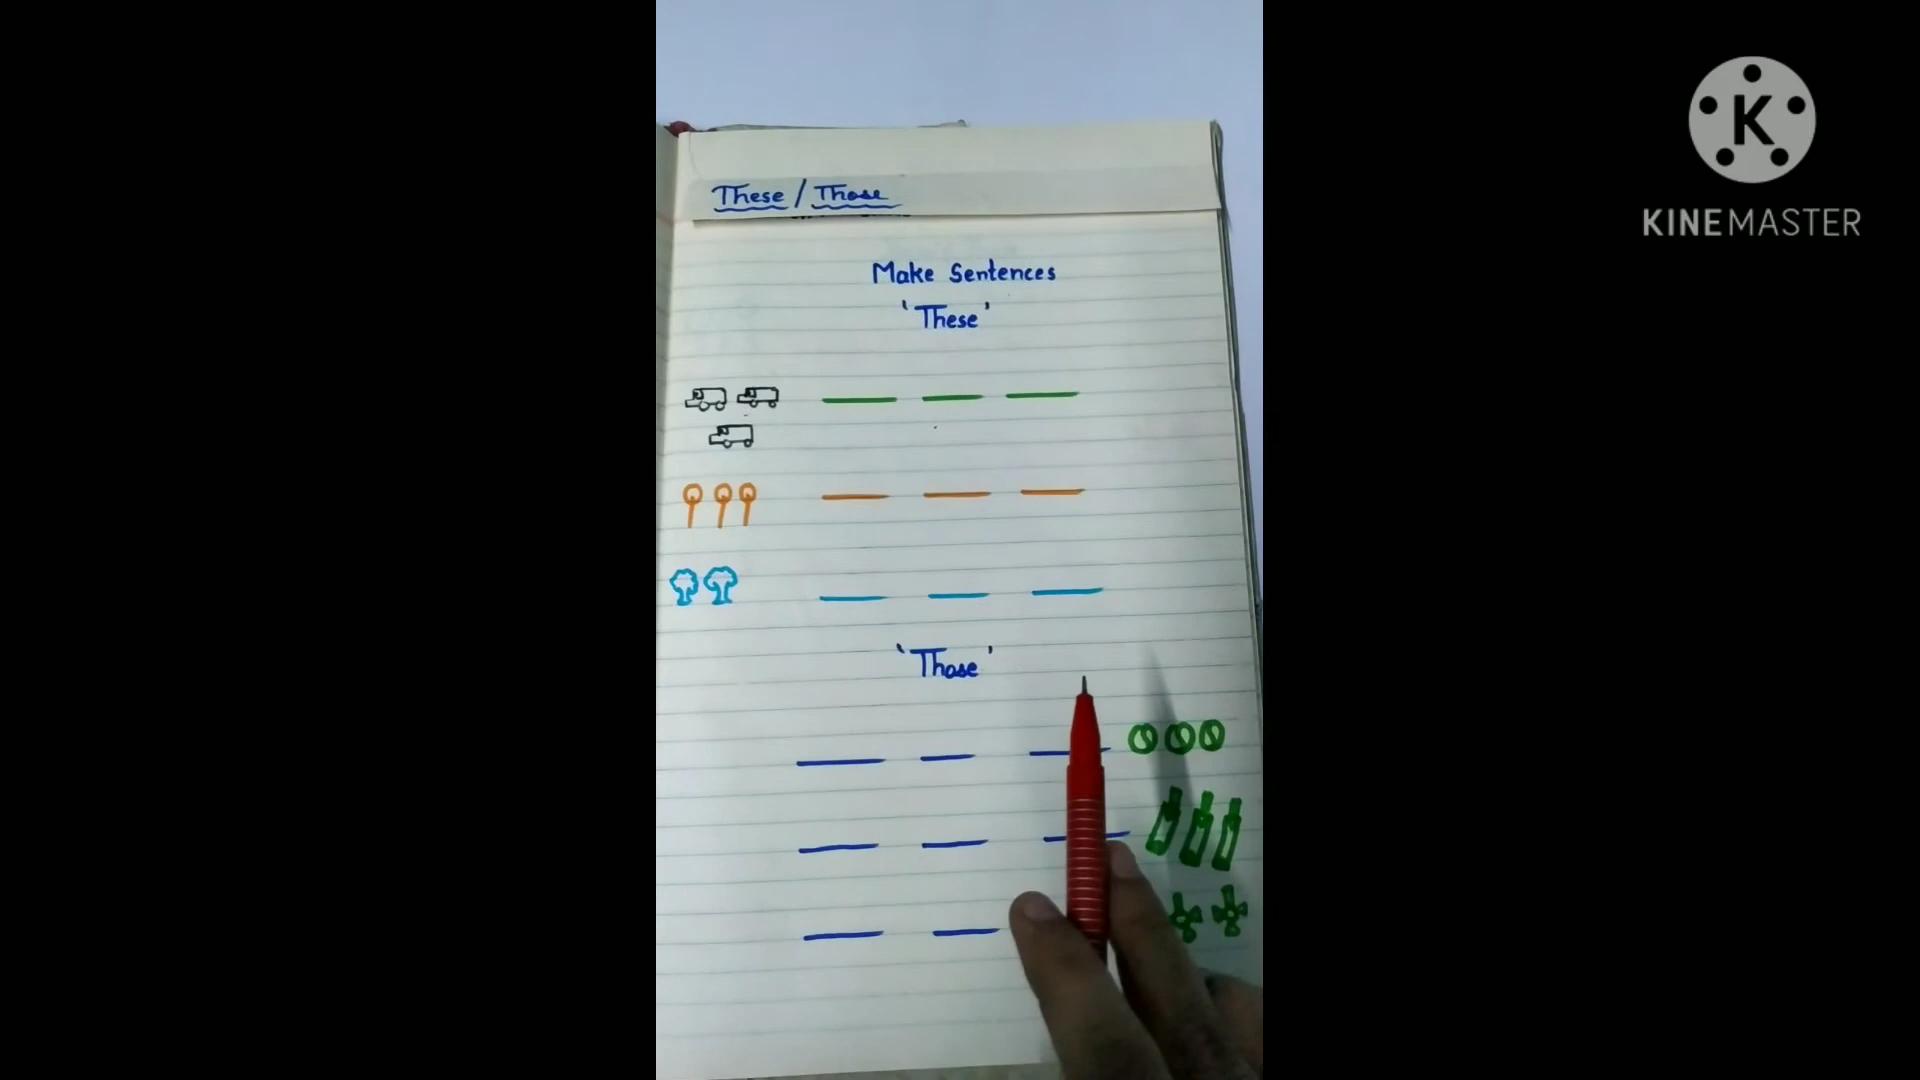 These / Those
Make Sentences
'These'
'Those'
K
KINEMASTER